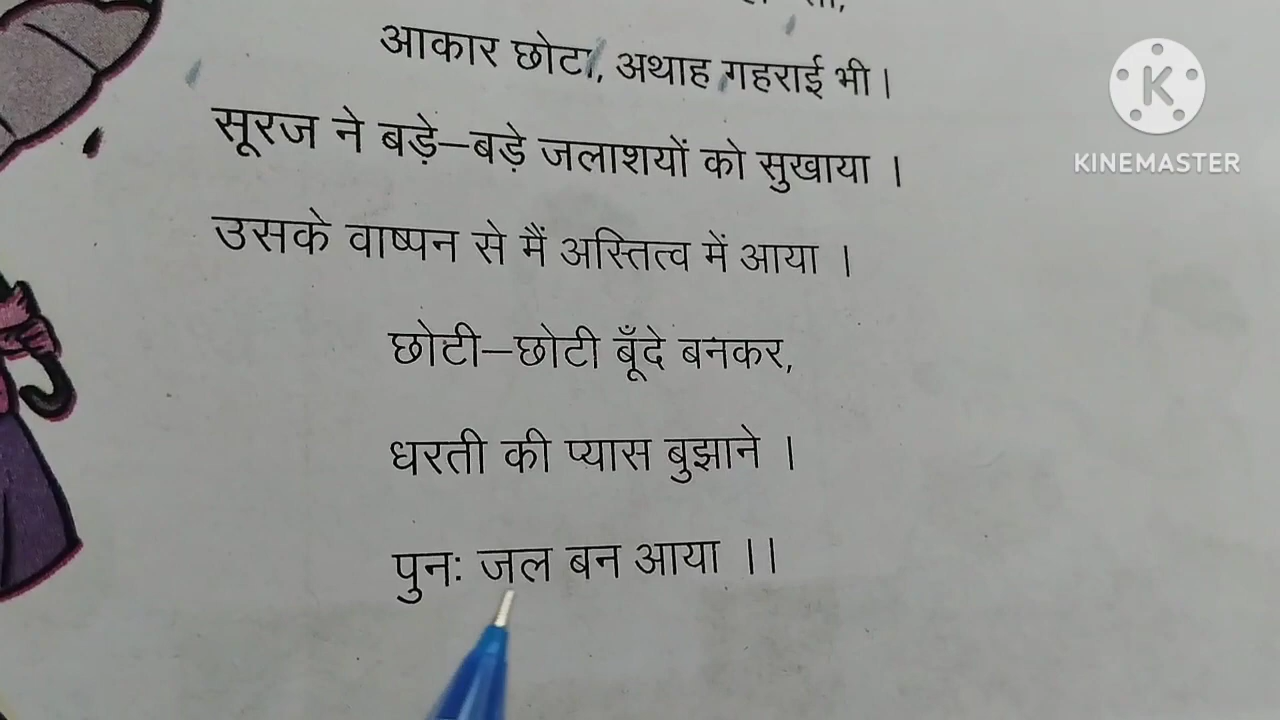 आकार छोटा, अथाह गहराई भी।
सूरज ने बड़े–बड़े जलाशयों को सुखाया ।
उसके वाष्पन से मैं अस्तित्व में आया ।
छोटी–छोटी बूँदे बनकर,
धरती की प्यास बुझाने ।
पुनः जल बन आया ।।
K
KINEMASTER